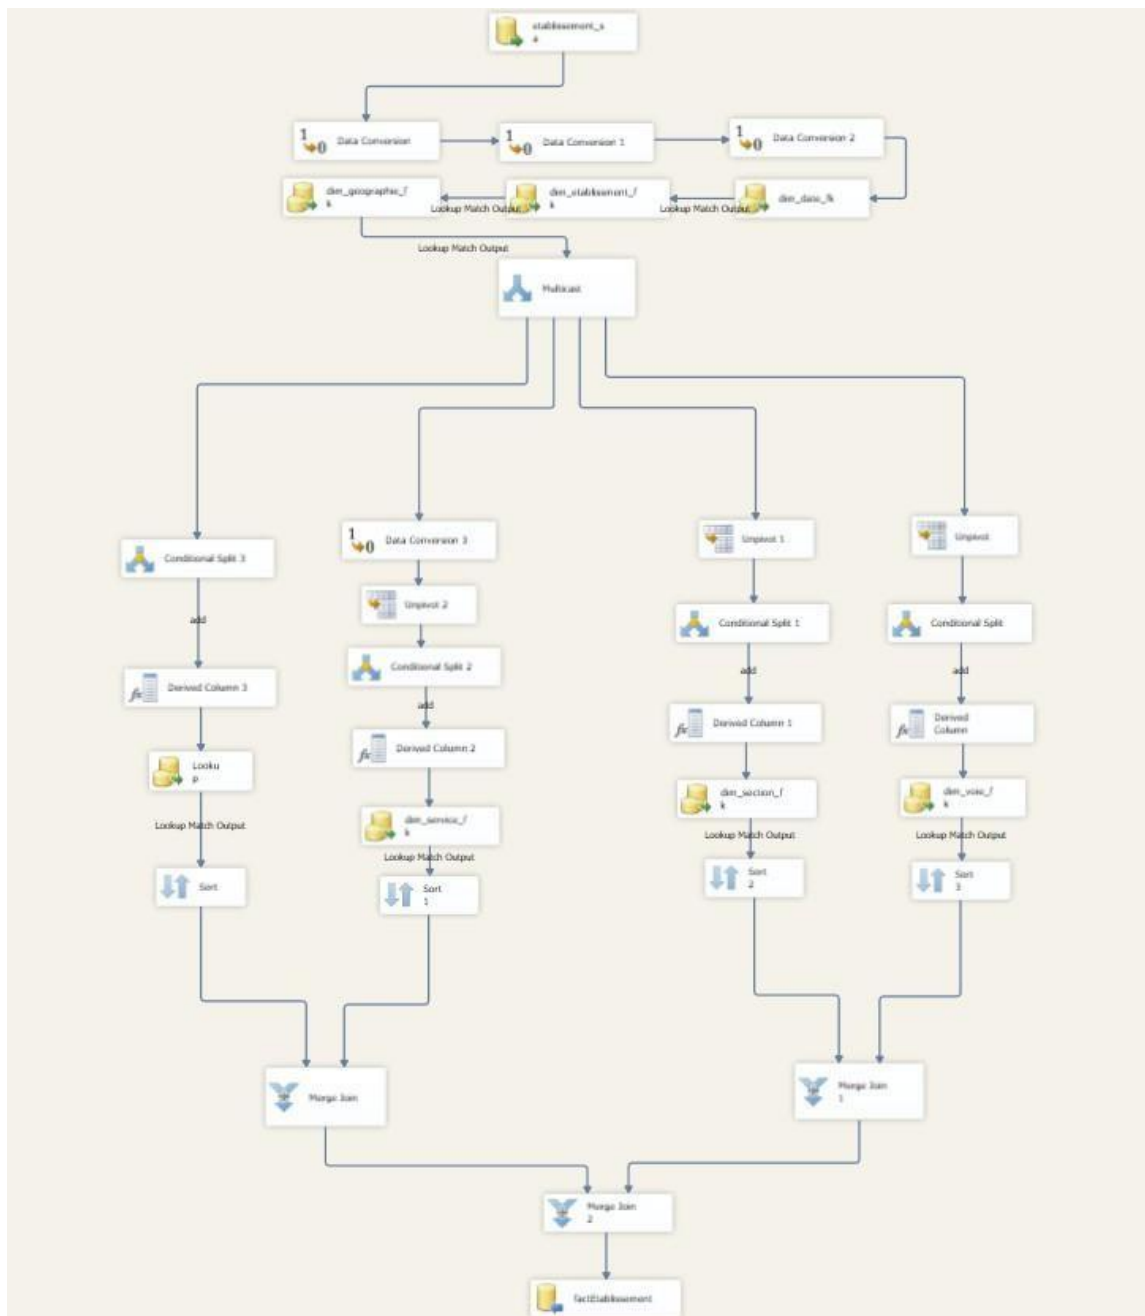 etablissement_s
a
Data Conversion
Data Conversion 1
Data Conversion 2
dim_geographie_f
k
dim_etablissement_f
k
dim_date_fk
Lookup Match Output
Lookup Match Output
Lookup Match Output
Multicast
Conditional Split 3
Data Conversion 3
Unpivot 1
Unpivot
add
Unpivot 2
Conditional Split 1
Conditional Split
Derived Column 3
Conditional Split 2
add
add
add
Derived Column 2
Derived Column 1
Derived
Column
Looku
p
dim_service_f
k
dim_section_f
k
dim_voie_f
k
Lookup Match Output
Lookup Match Output
Lookup Match Output
Lookup Match Output
Sort
Sort
1
Sort
2
Sort
3
Merge Join
Merge Join
1
Merge Join
2
FactEtablissement